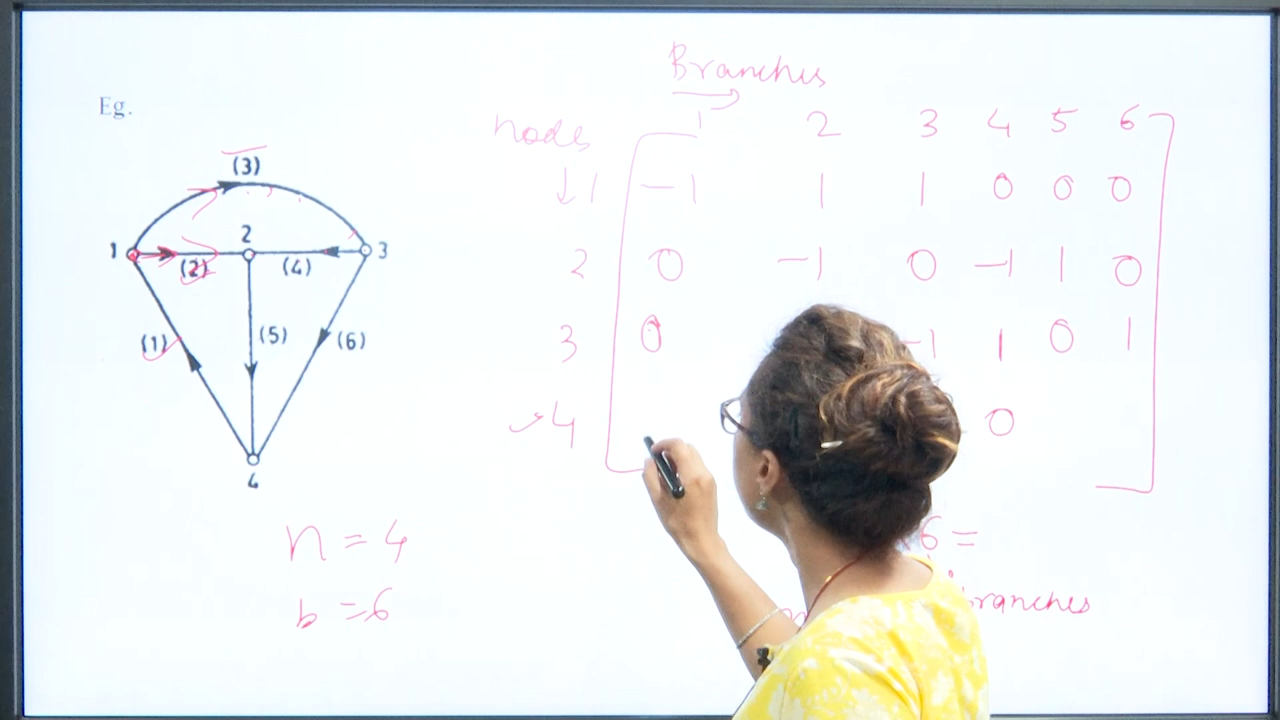 Eg.
(3)
1 2 3
(2) (4)
(1) (5) (6)
4
n = 4
b = 6
Branches
nodes 1 2 3 4 5 6
↓1 -1 1 1 0 0 0
2 0 -1 0 -1 1 0
3 0 -1 1 0 1
4 0
6 =
branches